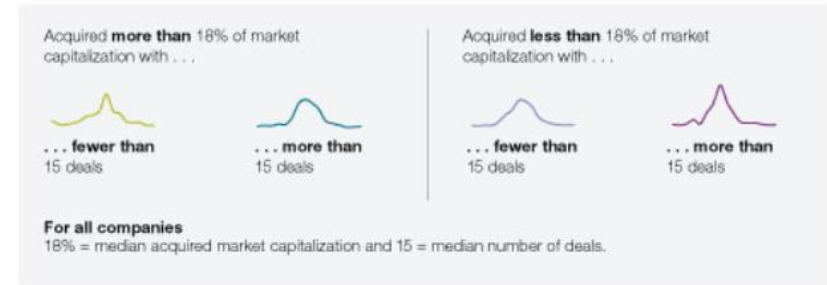 Acquired more than 18% of market
capitalization with . . .
. . . fewer than
15 deals
. . . more than
15 deals
Acquired less than 18% of market
capitalization with . . .
. . . fewer than
15 deals
. . . more than
15 deals
For all companies
18% = median acquired market capitalization and 15 = median number of deals.